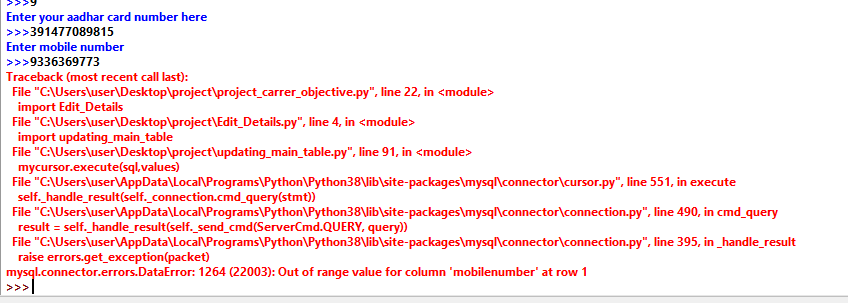 >>>9
Enter your aadhar card number here
>>>391477089815
Enter mobile number
>>>9336369773
Traceback (most recent call last):
File "C:\Users\user\Desktop\project\project_carrer_objective.py", line 22, in <module>
import Edit_Details
File "C:\Users\user\Desktop\project\Edit_Details.py", line 4, in <module>
import updating_main_table
File "C:\Users\user\Desktop\project\updating_main_table.py", line 91, in <module>
mycursor.execute(sql,values)
File "C:\Users\user\AppData\Local\Programs\Python\Python38\lib\site-packages\mysql\connector\cursor.py", line 551, in execute
self._handle_result(self._connection.cmd_query(stmt))
File "C:\Users\user\AppData\Local\Programs\Python\Python38\lib\site-packages\mysql\connector\connection.py", line 490, in cmd_query
result = self._handle_result(self._send_cmd(ServerCmd.QUERY, query))
File "C:\Users\user\AppData\Local\Programs\Python\Python38\lib\site-packages\mysql\connector\connection.py", line 395, in _handle_result
raise errors.get_exception(packet)
mysql.connector.errors.DataError: 1264 (22003): Out of range value for column 'mobilenumber' at row 1
>>>